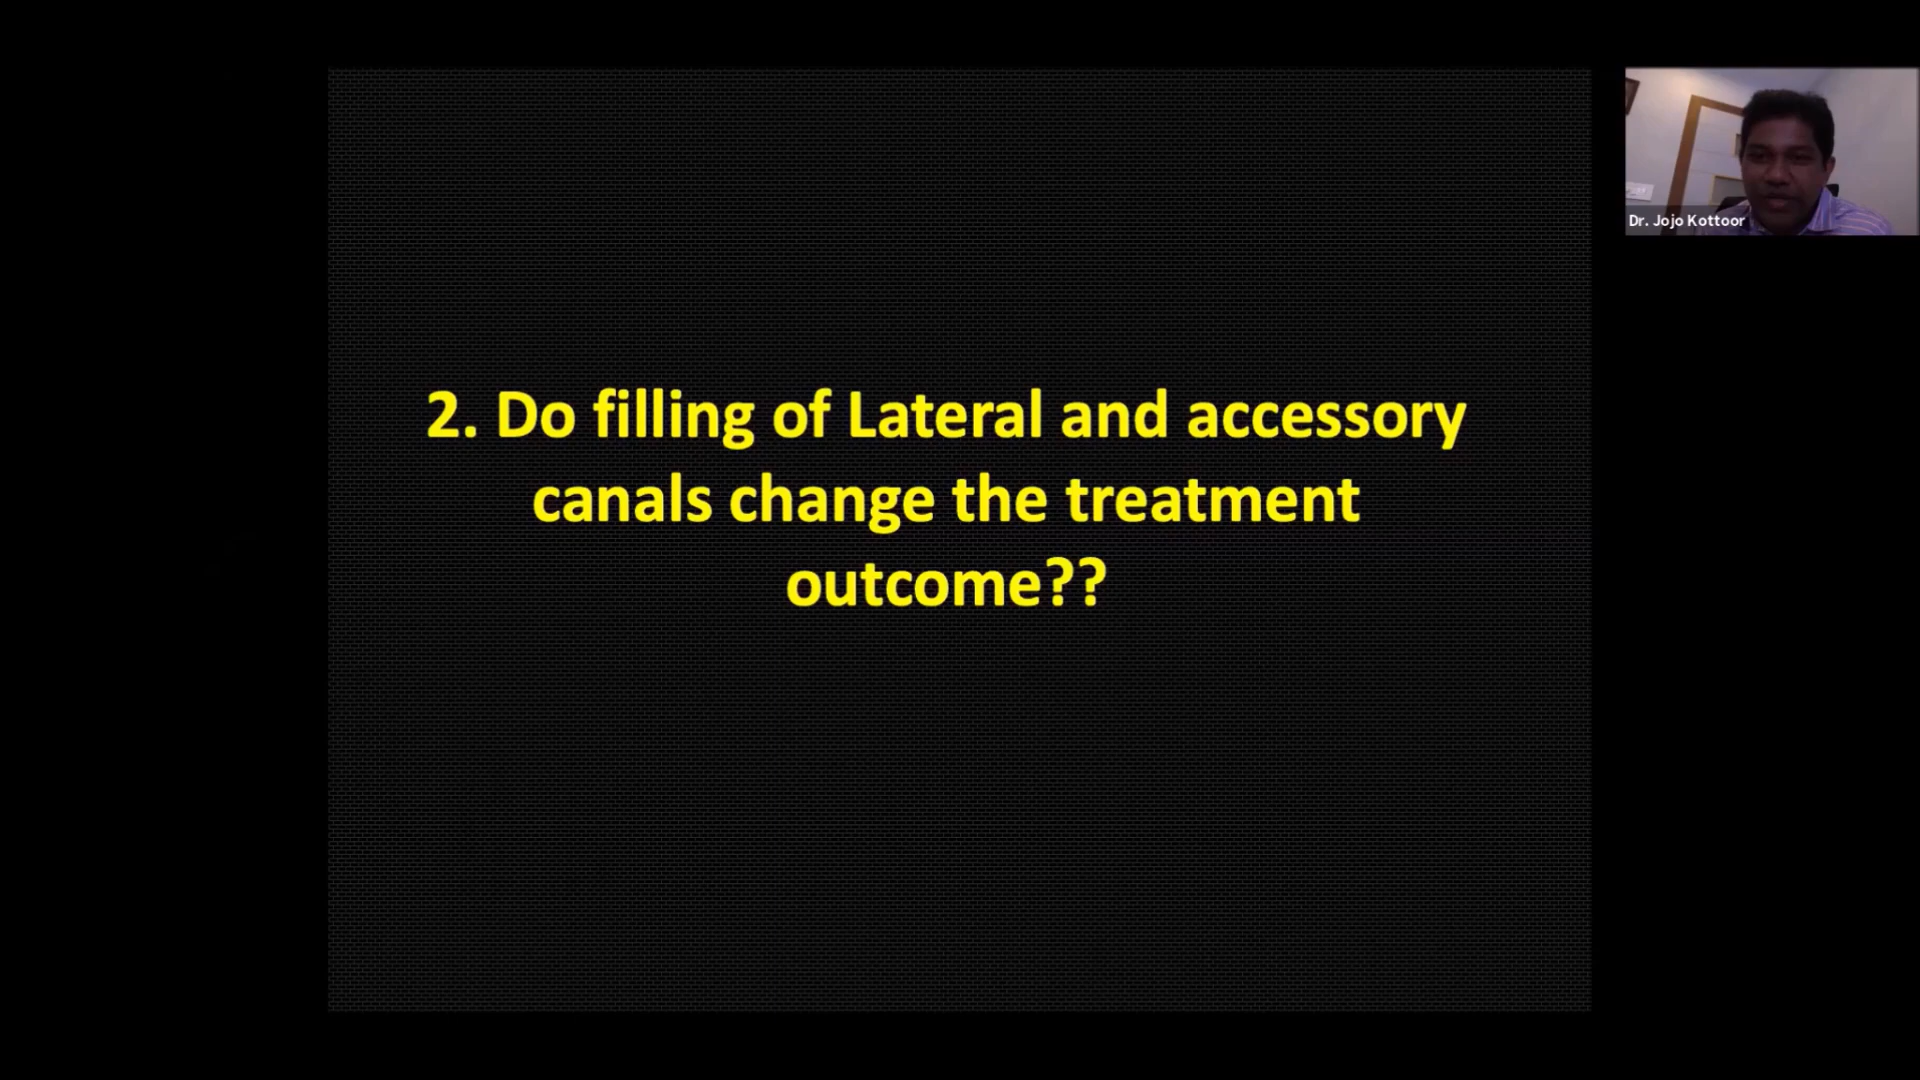 2. Do filling of Lateral and accessory
canals change the treatment
outcome??
Dr. Jojo Kottoor